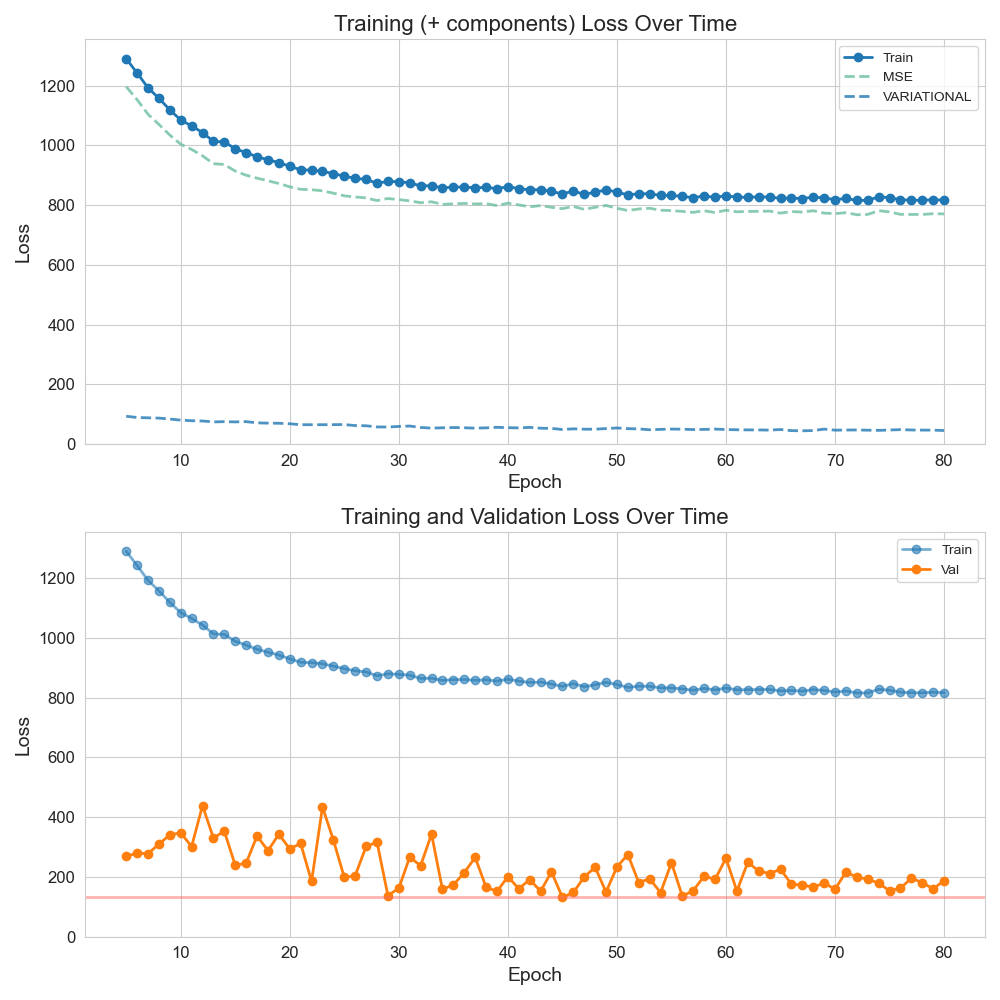 Training (+ components) Loss Over Time
Train
MSE
VARIATIONAL
Loss
1200
1000
800
600
400
200
0
10 20 30 40 50 60 70 80
Epoch
Training and Validation Loss Over Time
Train
Val
Loss
1200
1000
800
600
400
200
0
10 20 30 40 50 60 70 80
Epoch